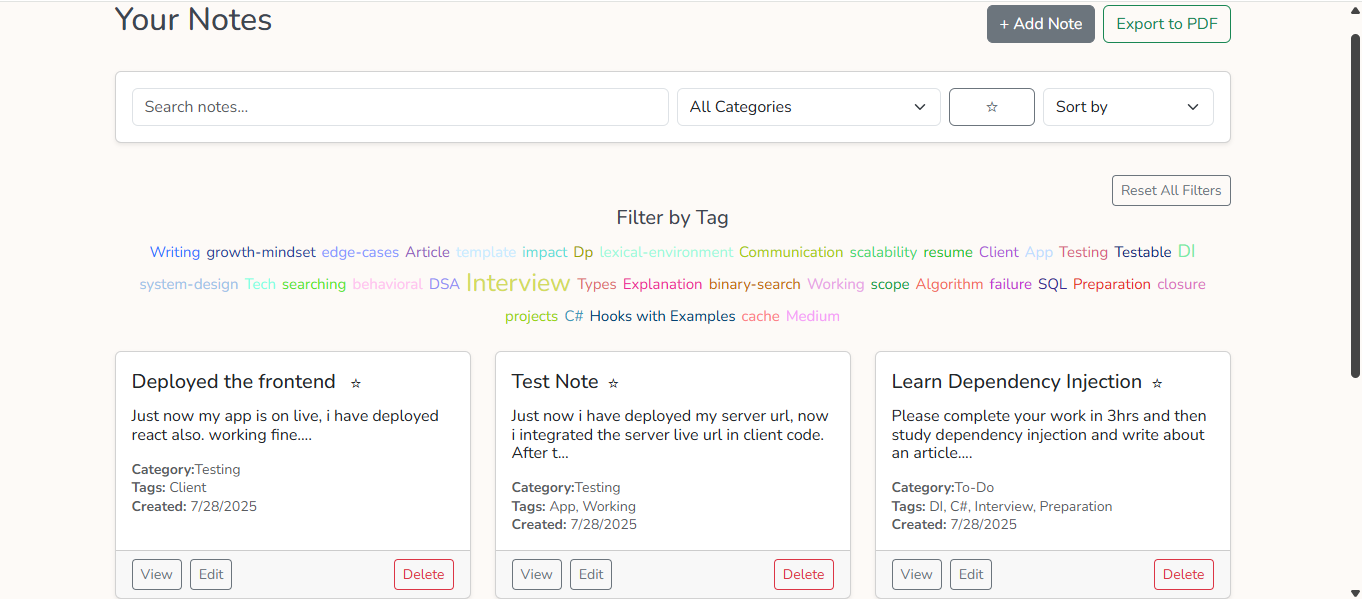 Your Notes
+ Add Note
Export to PDF
Search notes...
All Categories
☆
Sort by
Reset All Filters
Filter by Tag
Writing growth-mindset edge-cases Article template impact Dp lexical-environment Communication scalability resume Client App Testing Testable DI
system-design Tech searching behavioral DSA Interview Types Explanation binary-search Working scope Algorithm failure SQL Preparation closure
projects C# Hooks with Examples cache Medium
Deployed the frontend ☆
Just now my app is on live, i have deployed
react also. working fine....
Category:Testing
Tags: Client
Created: 7/28/2025
View Edit Delete
Test Note ☆
Just now i have deployed my server url, now
i integrated the server live url in client code.
After t...
Category:Testing
Tags: App, Working
Created: 7/28/2025
View Edit Delete
Learn Dependency Injection ☆
Please complete your work in 3hrs and then
study dependency injection and write about
an article....
Category:To-Do
Tags: DI, C#, Interview, Preparation
Created: 7/28/2025
View Edit Delete